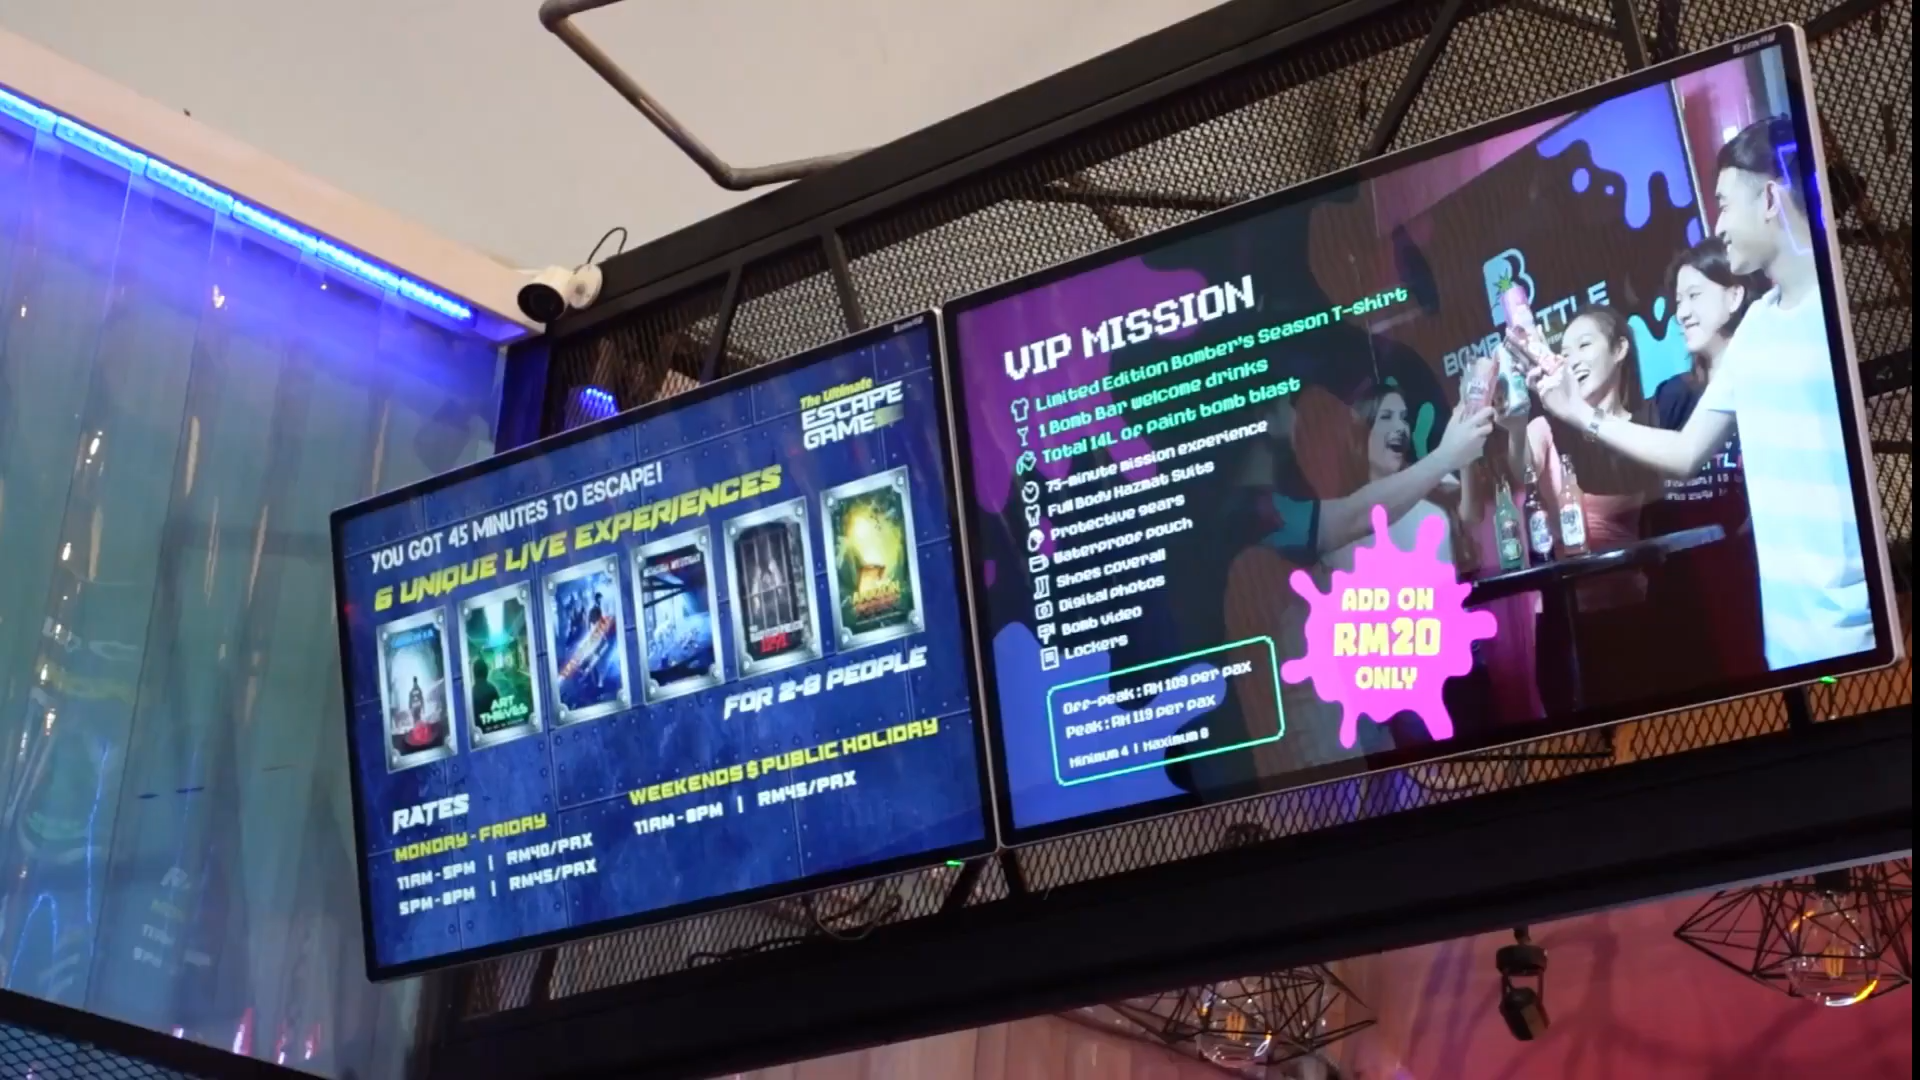 The Ultimate
ESCAPE
GAME
YOU GOT 45 MINUTES TO ESCAPE!
6 UNIQUE LIVE EXPERIENCES
ART
THIEVES
FOR 2-8 PEOPLE
RATES
MONDAY - FRIDAY
11AM - 5PM | RM40/PAX
5PM - 8PM | RM45/PAX
WEEKENDS $ PUBLIC HOLIDAY
11AM - 8PM | RM45/PAX
VIP MISSION
Limited Edition Bomber's Season T-shirt
1 Bomb Bar welcome drinks
Total 14L of paint bomb blast
75-minute mission experience
Full Body Hazmat Suits
Protective gears
Waterproof pouch
Shoes coverall
Digital photos
Bomb video
Lockers
Off-peak : RM 109 per pax
Peak : RM 119 per pax
Minimum 4 | Maximum 8
ADD ON
RM20
ONLY